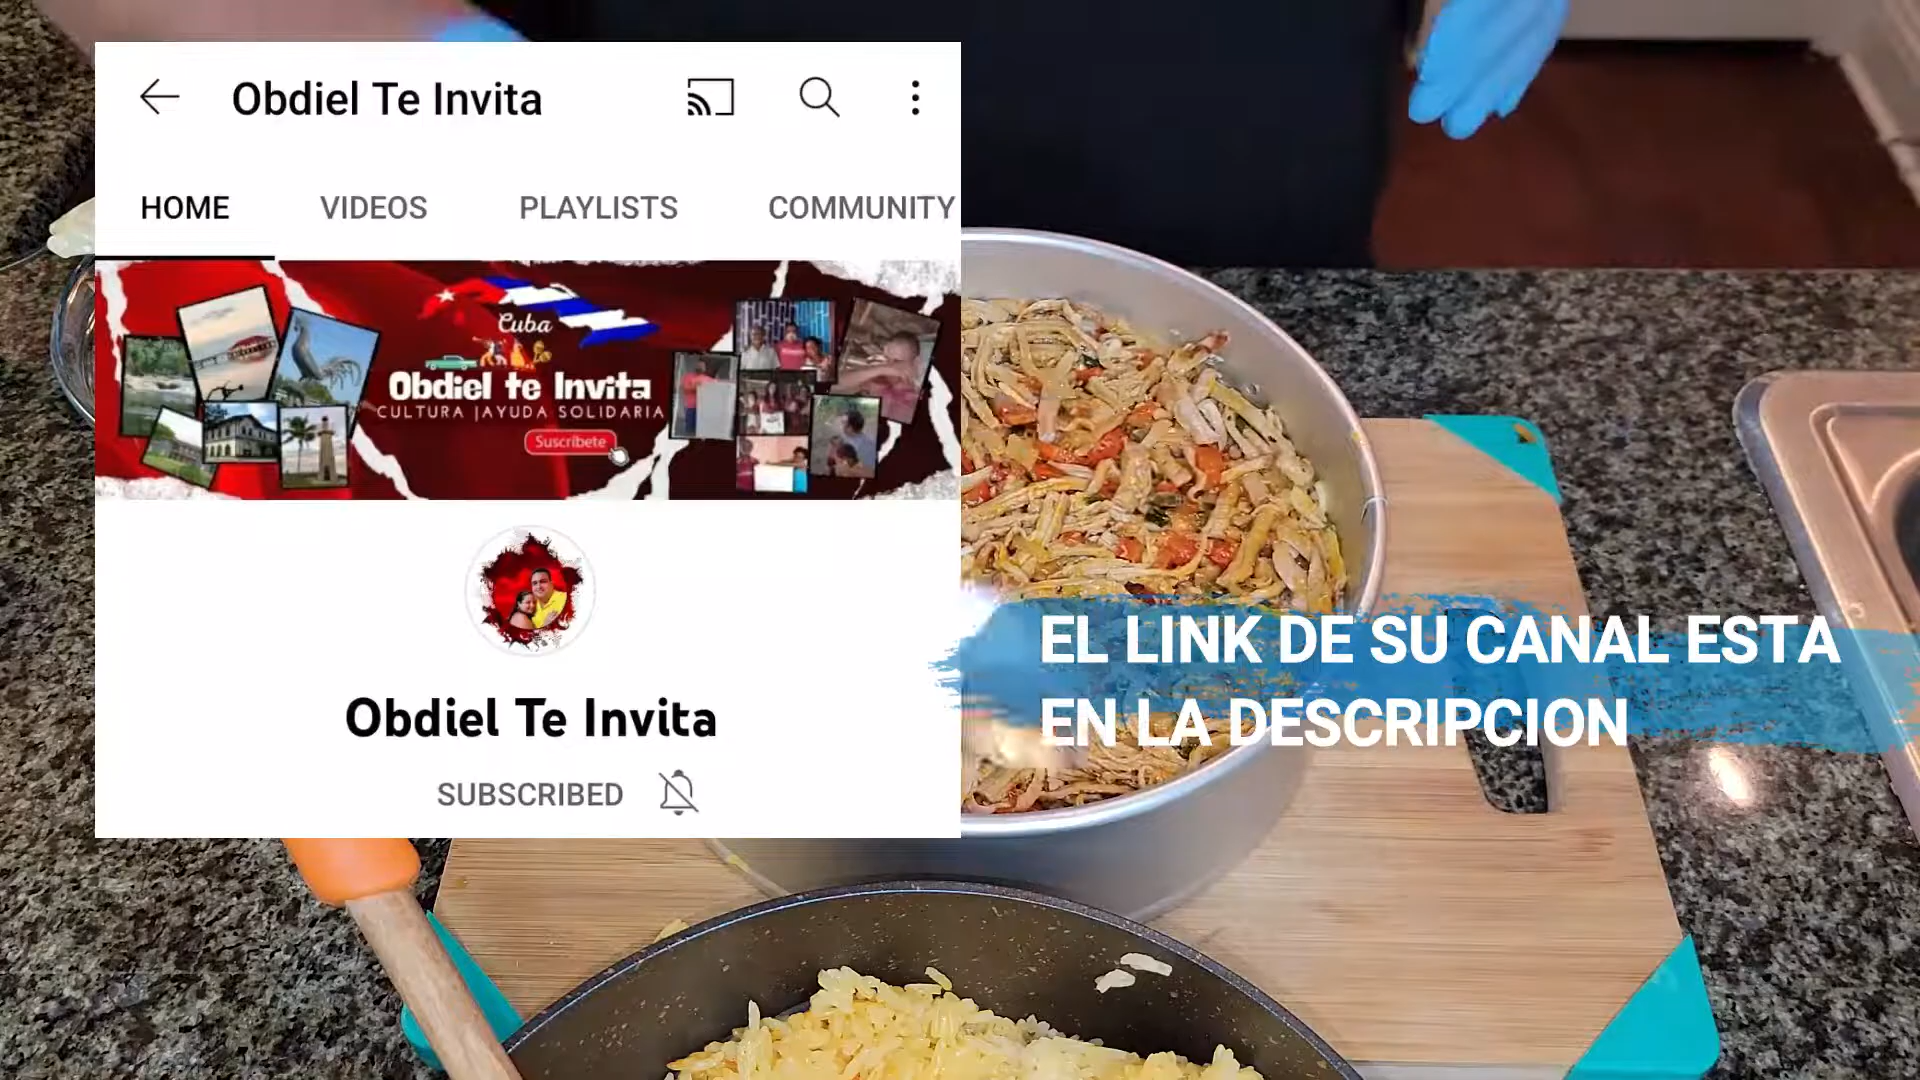 Obdiel Te Invita
HOME VIDEOS PLAYLISTS COMMUNITY
Cuba
Obdiel te Invita
CULTURA |AYUDA SOLIDARIA
Suscríbete
Obdiel Te Invita
SUBSCRIBED
EL LINK DE SU CANAL ESTA
EN LA DESCRIPCION